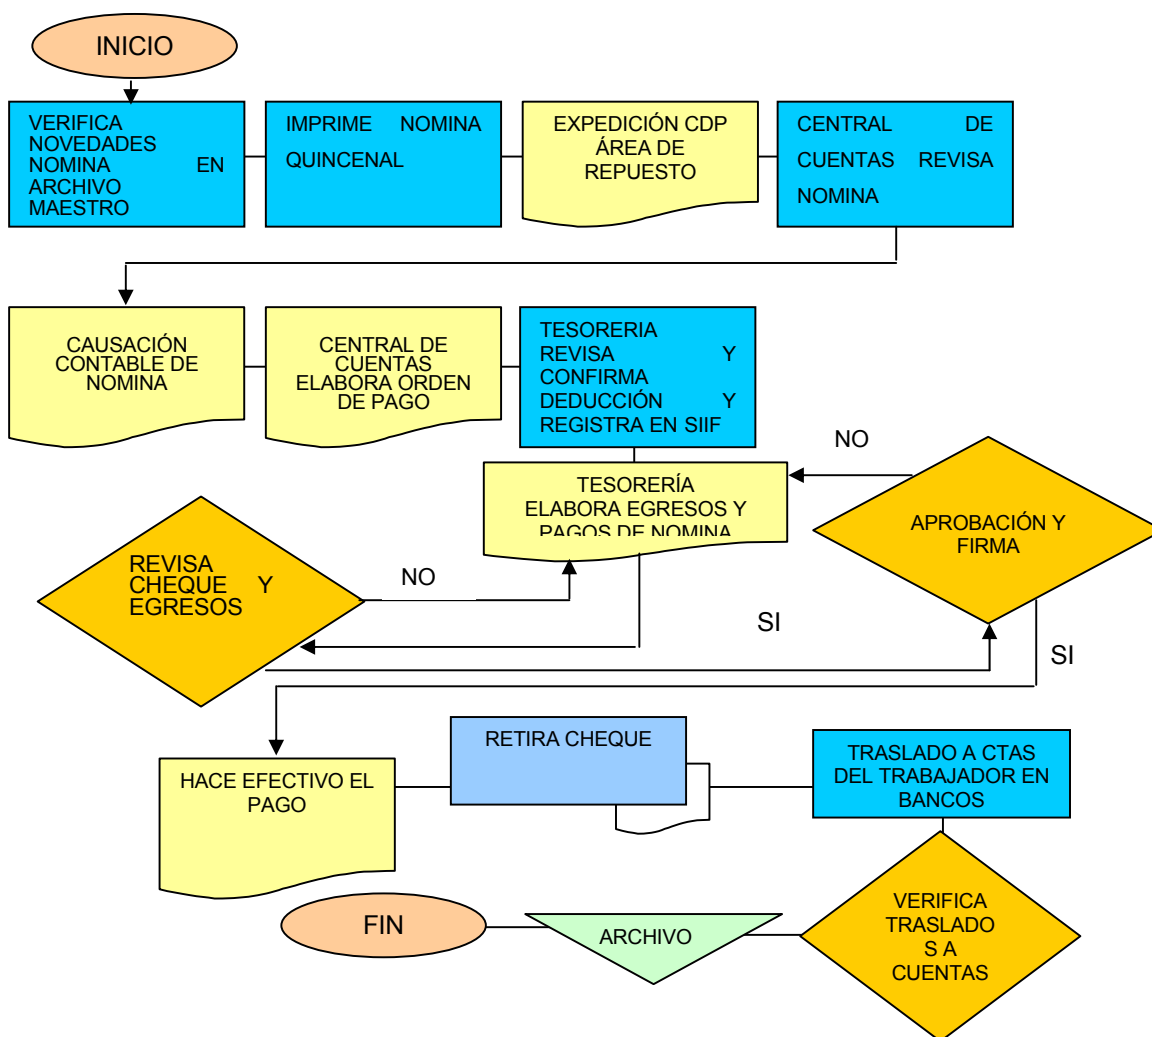 INICIO
VERIFICA
NOVEDADES
NOMINA EN
ARCHIVO
MAESTRO
IMPRIME NOMINA
QUINCENAL
EXPEDICIÓN CDP
ÁREA DE
REPUESTO
CENTRAL DE
CUENTAS REVISA
NOMINA
CAUSACIÓN
CONTABLE DE
NOMINA
CENTRAL DE
CUENTAS
ELABORA ORDEN
DE PAGO
TESORERIA
REVISA Y
CONFIRMA
DEDUCCIÓN Y
REGISTRA EN SIIF
NO
TESORERÍA
ELABORA EGRESOS Y
PAGOS DE NOMINA
APROBACIÓN Y
FIRMA
REVISA
CHEQUE Y
EGRESOS
NO
SI
SI
HACE EFECTIVO EL
PAGO
RETIRA CHEQUE
TRASLADO A CTAS
DEL TRABAJADOR EN
BANCOS
VERIFICA
TRASLADO
S A
CUENTAS
ARCHIVO
FIN